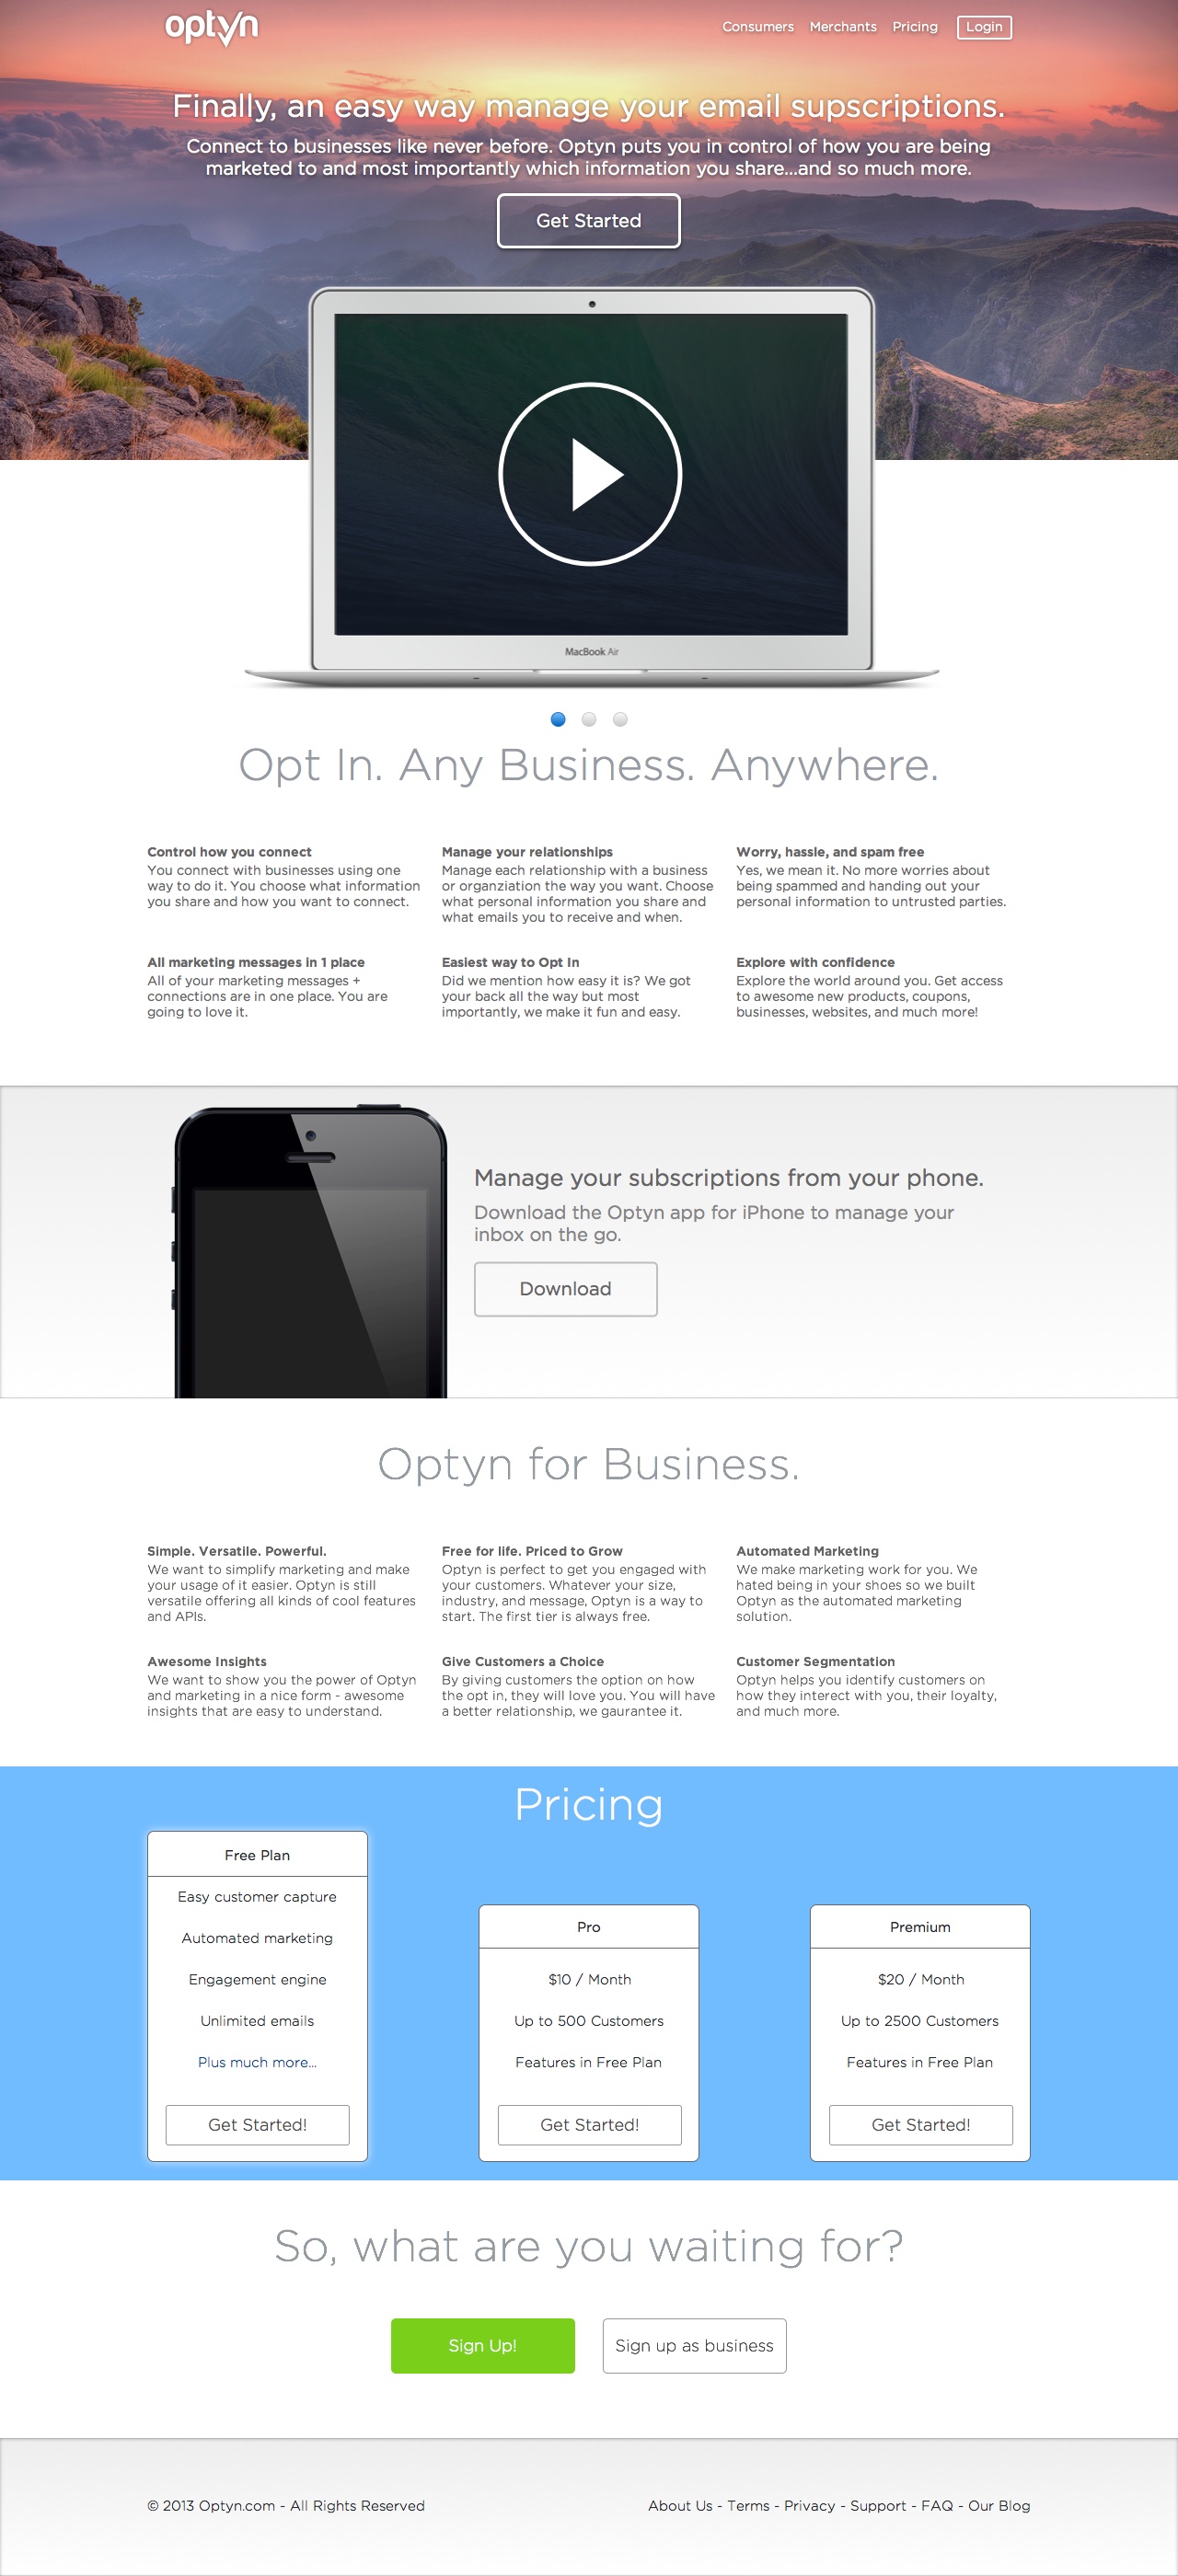 optyn
Consumers Merchants Pricing Login
Finally, an easy way manage your email supscriptions.
Connect to businesses like never before. Optyn puts you in control of how you are being
marketed to and most importantly which information you share...and so much more.
Get Started
MacBook Air
Opt In. Any Business. Anywhere.
Control how you connect
You connect with businesses using one
way to do it. You choose what information
you share and how you want to connect.
Manage your relationships
Manage each relationship with a business
or organziation the way you want. Choose
what personal information you share and
what emails you to receive and when.
Worry, hassle, and spam free
Yes, we mean it. No more worries about
being spammed and handing out your
personal information to untrusted parties.
All marketing messages in 1 place
All of your marketing messages +
connections are in one place. You are
going to love it.
Easiest way to Opt In
Did we mention how easy it is? We got
your back all the way but most
importantly, we make it fun and easy.
Explore with confidence
Explore the world around you. Get access
to awesome new products, coupons,
businesses, websites, and much more!
Manage your subscriptions from your phone.
Download the Optyn app for iPhone to manage your
inbox on the go.
Download
Optyn for Business.
Simple. Versatile. Powerful.
We want to simplify marketing and make
your usage of it easier. Optyn is still
versatile offering all kinds of cool features
and APIs.
Free for life. Priced to Grow
Optyn is perfect to get you engaged with
your customers. Whatever your size,
industry, and message, Optyn is a way to
start. The first tier is always free.
Automated Marketing
We make marketing work for you. We
hated being in your shoes so we built
Optyn as the automated marketing
solution.
Awesome Insights
We want to show you the power of Optyn
and marketing in a nice form - awesome
insights that are easy to understand.
Give Customers a Choice
By giving customers the option on how
the opt in, they will love you. You will have
a better relationship, we gaurantee it.
Customer Segmentation
Optyn helps you identify customers on
how they interect with you, their loyalty,
and much more.
Pricing
Free Plan
Easy customer capture
Automated marketing
Engagement engine
Unlimited emails
Plus much more...
Get Started!
Pro
$10 / Month
Up to 500 Customers
Features in Free Plan
Get Started!
Premium
$20 / Month
Up to 2500 Customers
Features in Free Plan
Get Started!
So, what are you waiting for?
Sign Up!
Sign up as business
© 2013 Optyn.com - All Rights Reserved
About Us - Terms - Privacy - Support - FAQ - Our Blog